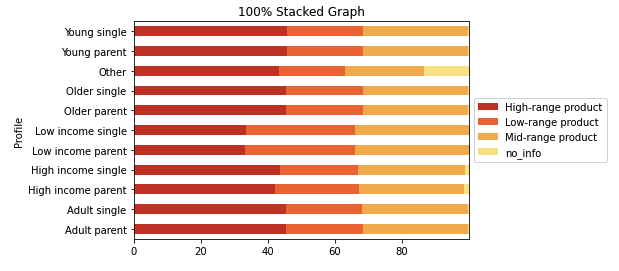 100% Stacked Graph
Profile
Young single
Young parent
Other
Older single
Older parent
Low income single
Low income parent
High income single
High income parent
Adult single
Adult parent
0 20 40 60 80
High-range product
Low-range product
Mid-range product
no_info